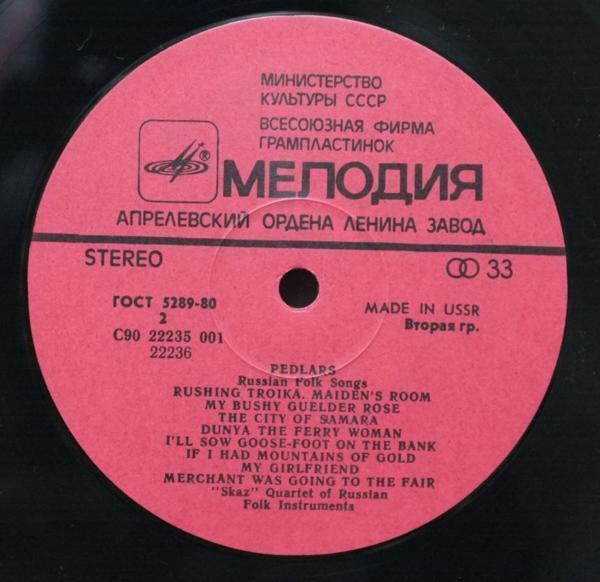 МИНИСТЕРСТВО
КУЛЬТУРЫ СССР
ВСЕСОЮЗНАЯ ФИРМА
ГРАМПЛАСТИНОК
®
МЕЛОДИЯ
АПРЕЛЕВСКИЙ ОРДЕНА ЛЕНИНА ЗАВОД
STEREO
33
ГОСТ 5289-80
2
С90 22235 001
22236
MADE IN USSR
Вторая гр.
PEDLARS
Russian Folk Songs
RUSHING TROIKA. MAIDEN'S ROOM
MY BUSHY GUELDER ROSE
THE CITY OF SAMARA
DUNYA THE FERRY WOMAN
I'LL SOW GOOSE-FOOT ON THE BANK
IF I HAD MOUNTAINS OF GOLD
MY GIRLFRIEND
MERCHANT WAS GOING TO THE FAIR
"Skaz" Quartet of Russian
Folk Instruments